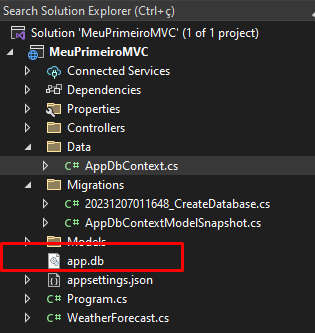 Search Solution Explorer (Ctrl+ç)
Solution 'MeuPrimeiroMVC' (1 of 1 project)
MeuPrimeiroMVC
Connected Services
Dependencies
Properties
Controllers
Data
C# AppDbContext.cs
Migrations
C# 20231207011648_CreateDatabase.cs
C# AppDbContextModelSnapshot.cs
Models
app.db
appsettings.json
C# Program.cs
C# WeatherForecast.cs